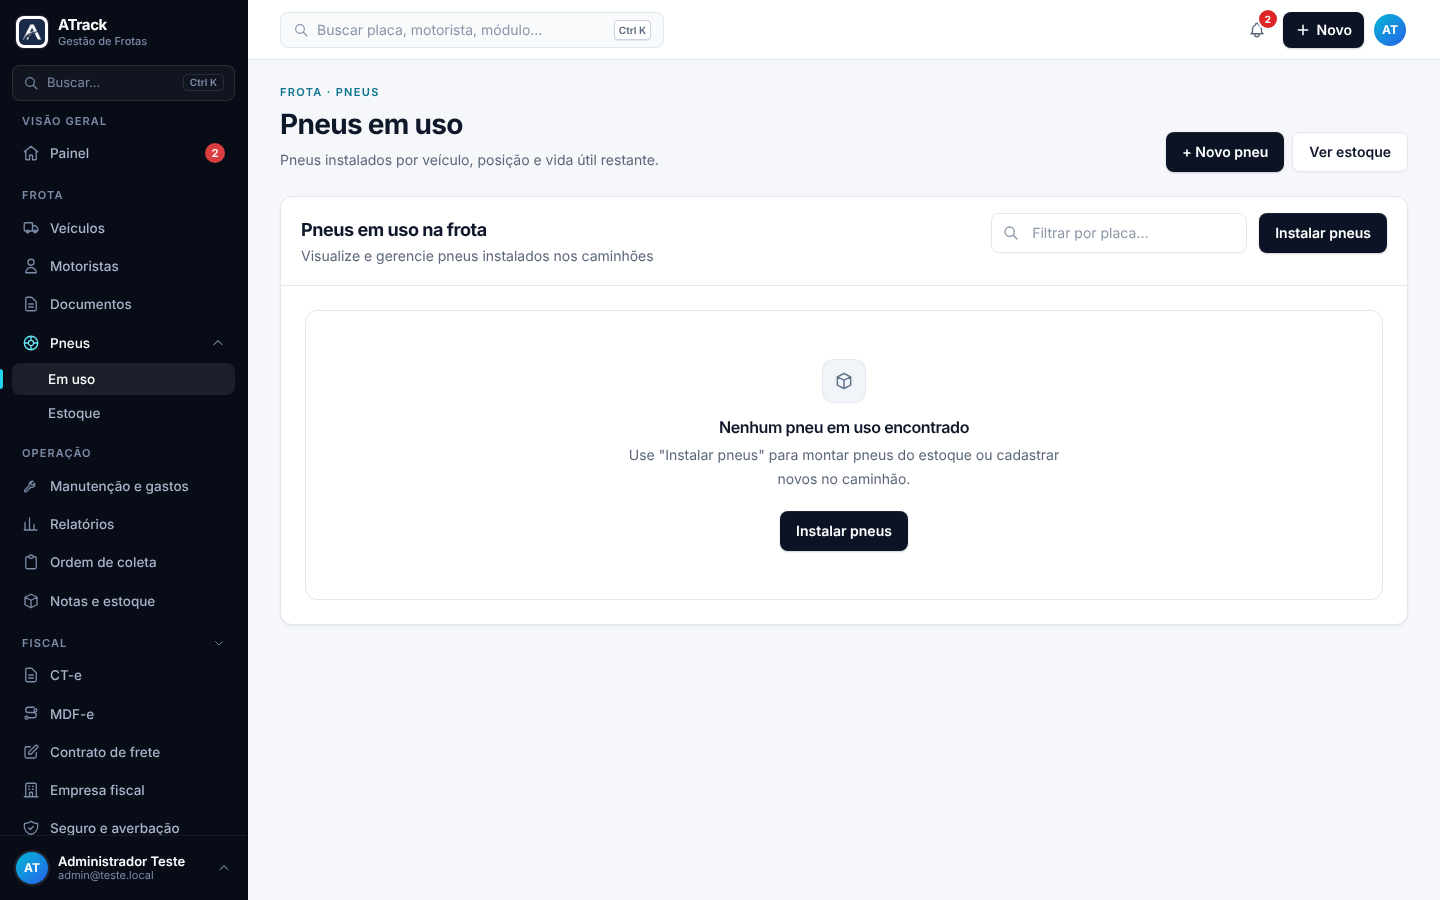 ATrack
Gestão de Frotas
Buscar...
Ctrl K
VISÃO GERAL
Painel
2
FROTA
Veículos
Motoristas
Documentos
Pneus
Em uso
Estoque
OPERAÇÃO
Manutenção e gastos
Relatórios
Ordem de coleta
Notas e estoque
FISCAL
CT-e
MDF-e
Contrato de frete
Empresa fiscal
Seguro e averbação
AT
Administrador Teste
admin@teste.local
Buscar placa, motorista, módulo...
Ctrl K
2
Novo
AT
FROTA · PNEUS
Pneus em uso
Pneus instalados por veículo, posição e vida útil restante.
+ Novo pneu
Ver estoque
Pneus em uso na frota
Visualize e gerencie pneus instalados nos caminhões
Filtrar por placa...
Instalar pneus
Nenhum pneu em uso encontrado
Use "Instalar pneus" para montar pneus do estoque ou cadastrar
novos no caminhão.
Instalar pneus